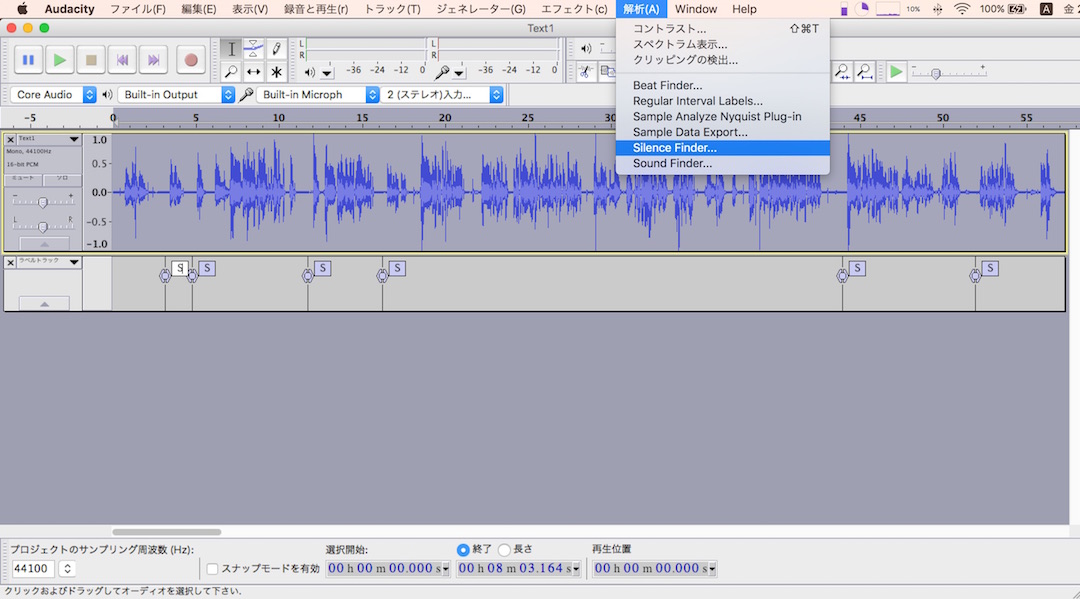 Audacity ファイル(F) 編集(E) 表示(V) 録音と再生(r) トラック(T) ジェネレーター(G) エフェクト(c) 解析(A) Window Help 10% 100% A 金 2
Text1
コントラスト... ⇧⌘T
スペクトラム表示...
クリッピングの検出...
Beat Finder...
Regular Interval Labels...
Sample Analyze Nyquist Plug-in
Sample Data Export...
Silence Finder...
Sound Finder...
L L
R R
-36 -24 -12 0 -36 -24 -12 0
Core Audio Built-in Output Built-in Microph 2 (ステレオ)入力...
-5 0 5 10 15 20 25 30 45 50 55
Text1
Mono, 44100Hz
16-bit PCM
ミュート ソロ
- +
L R
1.0
0.5
0.0
-0.5
-1.0
ラベルトラック
S S S S S S
プロジェクトのサンプリング周波数 (Hz): 選択開始: 終了 長さ 再生位置
44100 スナップモードを有効 00 h 00 m 00.000 s 00 h 08 m 03.164 s 00 h 00 m 00.000 s
クリックおよびドラッグしてオーディオを選択して下さい.